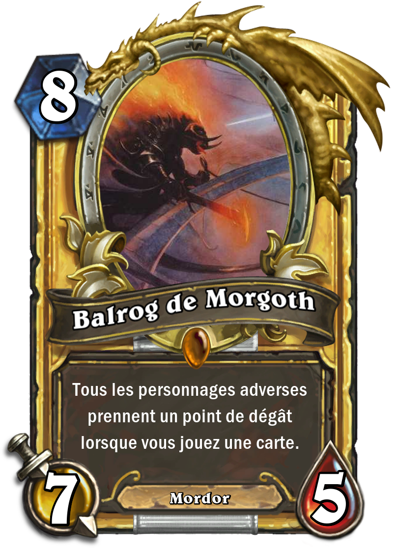 8
Balrog de Morgoth
Tous les personnages adverses
prennent un point de dégât
lorsque vous jouez une carte.
Mordor
7
5